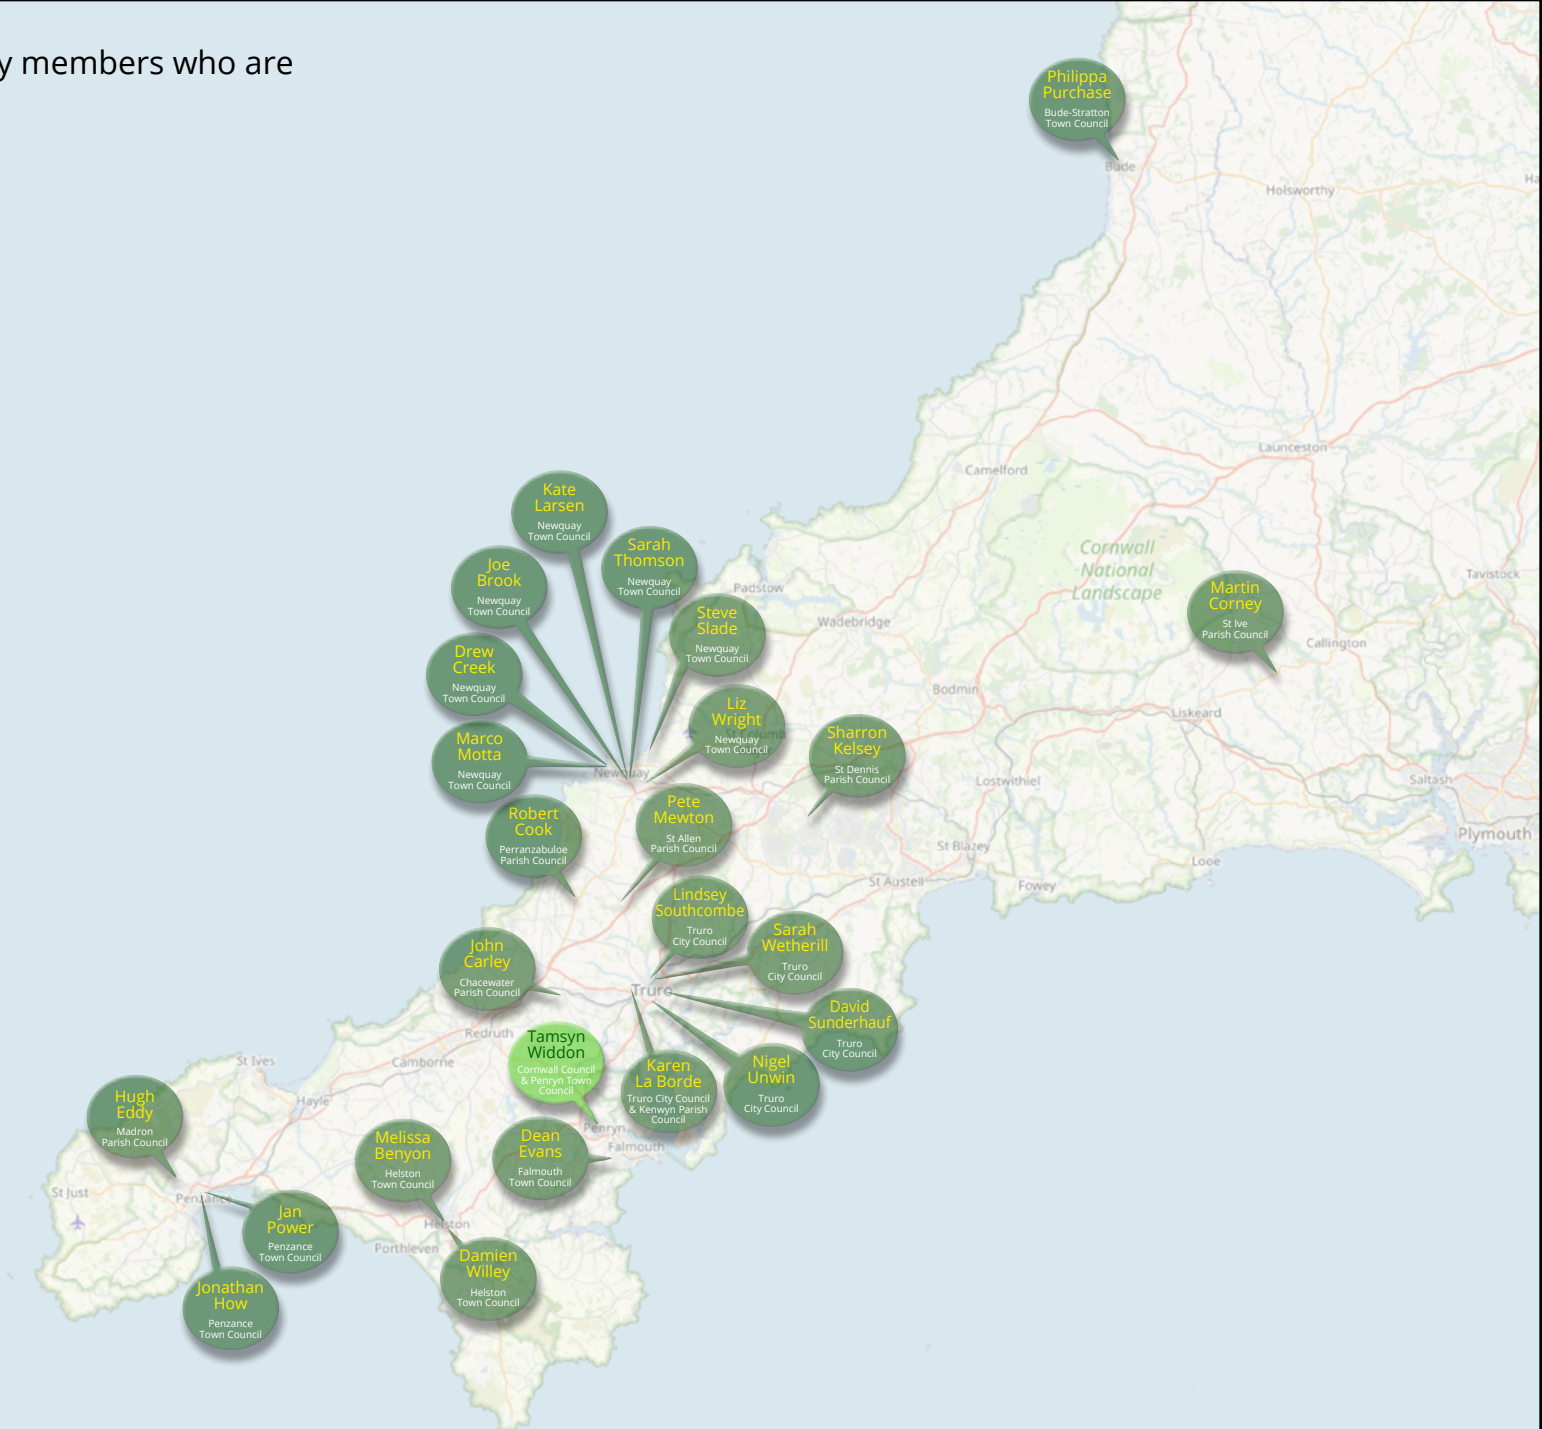 y members who are
Philippa
Purchase
Bude-Stratton
Town Council
Bude
Holsworthy
Ha
Launceston
Camelford
Kate
Larsen
Newquay
Town Council
Sarah
Thomson
Newquay
Town Council
Joe
Brook
Newquay
Town Council
Cornwall
National
Landscape
Tavistock
Padstow
Martin
Corney
St Ive
Parish Council
Steve
Slade
Newquay
Town Council
Wadebridge
Callington
Drew
Creek
Newquay
Town Council
Bodmin
Liskeard
Liz
Wright
Newquay
Town Council
St Columb
Sharron
Kelsey
St Dennis
Parish Council
Marco
Motta
Newquay
Town Council
Newquay
Lostwithiel
Saltash
Plymouth
Robert
Cook
Perranzabuloe
Parish Council
Pete
Mewton
St Allen
Parish Council
St Blazey
Looe
St Austell
Fowey
Lindsey
Southcombe
Truro
City Council
Sarah
Wetherill
Truro
City Council
John
Carley
Chacewater
Parish Council
Truro
David
Sunderhauf
Truro
City Council
Redruth
Tamsyn
Widdon
Cornwall Council
& Penryn Town
Council
Camborne
St Ives
Karen
La Borde
Truro City Council
& Kenwyn Parish
Council
Nigel
Unwin
Truro
City Council
Hayle
Hugh
Eddy
Madron
Parish Council
Penryn
Falmouth
Melissa
Benyon
Helston
Town Council
Dean
Evans
Falmouth
Town Council
St Just
Penzance
Jan
Power
Penzance
Town Council
Helston
Porthleven
Damien
Willey
Helston
Town Council
Jonathan
How
Penzance
Town Council